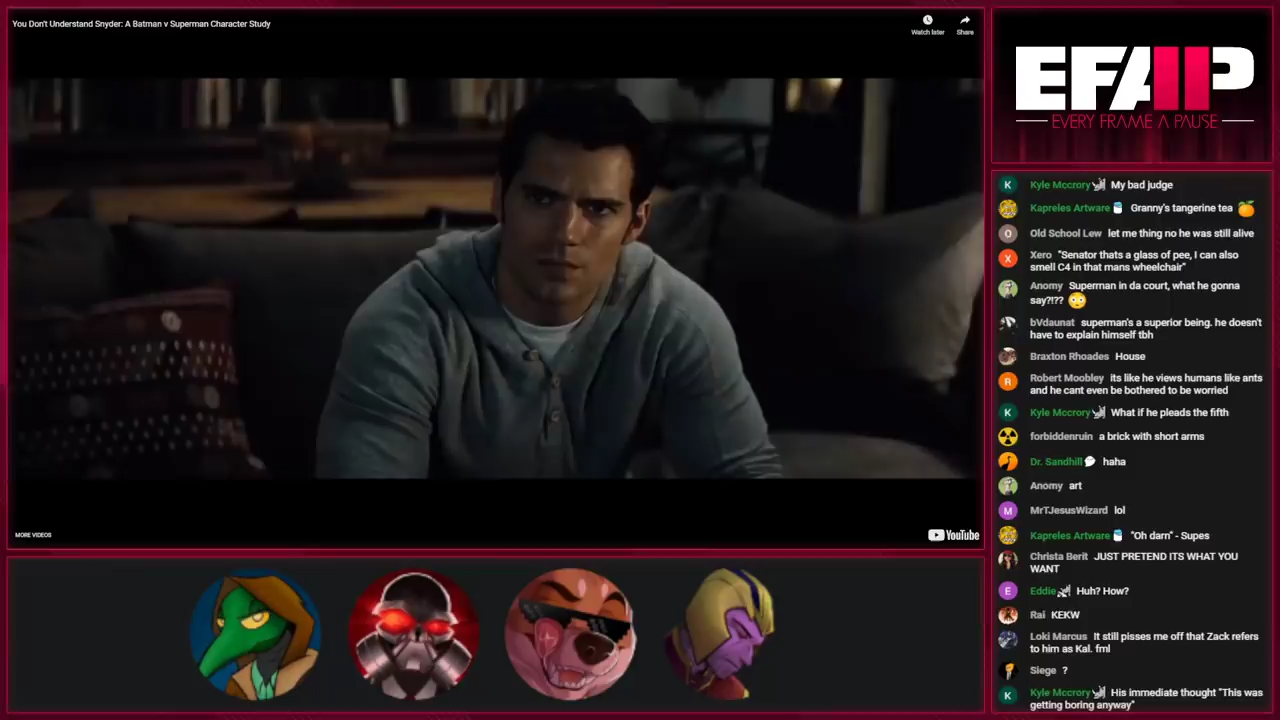 You Don't Understand Snyder: A Batman v Superman Character Study
Watch later
Share
MORE VIDEOS
YouTube
EFAP
EVERY FRAME A PAUSE
K Kyle Mccrory My bad judge
Kapreles Artware Granny's tangerine tea
O Old School Lew let me thing no he was still alive
X Xero "Senator thats a glass of pee, I can also
smell C4 in that mans wheelchair"
Anomy Superman in da court, what he gonna
say?!??
bVdaunat superman's a superior being. he doesn't
have to explain himself tbh
Braxton Rhoades House
R Robert Moobley its like he views humans like ants
and he cant even be bothered to be worried
K Kyle Mccrory What if he pleads the fifth
forbiddenruin a brick with short arms
Dr. Sandhill haha
Anomy art
M MrTJesusWizard lol
Kapreles Artware "Oh darn" - Supes
Christa Berit JUST PRETEND ITS WHAT YOU
WANT
E Eddie Huh? How?
Rai KEKW
Loki Marcus It still pisses me off that Zack refers
to him as Kal. fml
Siege ?
K Kyle Mccrory His immediate thought "This was
getting boring anyway"